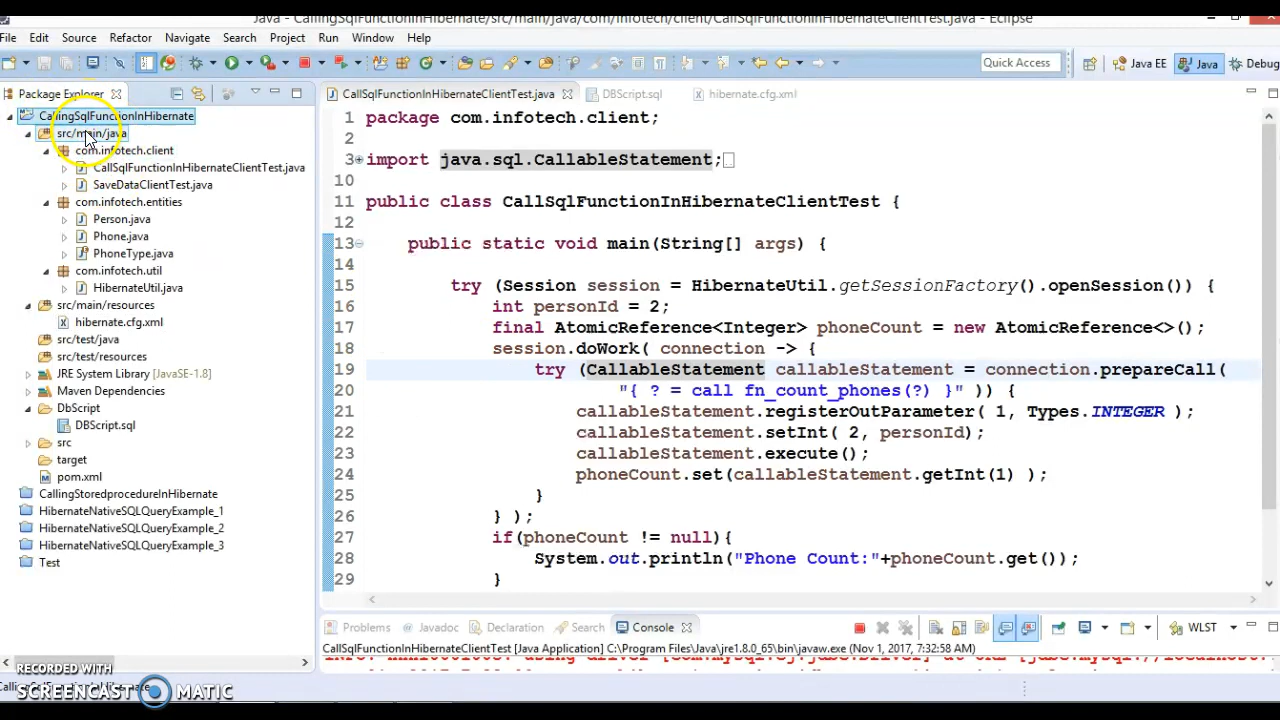 Java - CallingSqlFunctionInHibernate/src/main/java/com/infotech/client/CallSqlFunctionInHibernateClientTest.java - Eclipse
File Edit Source Refactor Navigate Search Project Run Window Help
Quick Access Java EE Java Debug
Package Explorer
CallSqlFunctionInHibernateClientTest.java DBScript.sql hibernate.cfg.xml
CallingSqlFunctionInHibernate
src/main/java
com.infotech.client
CallSqlFunctionInHibernateClientTest.java
SaveDataClientTest.java
com.infotech.entities
Person.java
Phone.java
PhoneType.java
com.infotech.util
HibernateUtil.java
src/main/resources
hibernate.cfg.xml
src/test/java
src/test/resources
JRE System Library [JavaSE-1.8]
Maven Dependencies
DbScript
DBScript.sql
src
target
pom.xml
CallingStoredprocedureInHibernate
HibernateNativeSQLQueryExample_1
HibernateNativeSQLQueryExample_2
HibernateNativeSQLQueryExample_3
Test
1 package com.infotech.client;
2
3 import java.sql.CallableStatement;
10
11 public class CallSqlFunctionInHibernateClientTest {
12
13 public static void main(String[] args) {
14
15 try (Session session = HibernateUtil.getSessionFactory().openSession()) {
16 int personId = 2;
17 final AtomicReference<Integer> phoneCount = new AtomicReference<>();
18 session.doWork( connection -> {
19 try (CallableStatement callableStatement = connection.prepareCall(
20 "{ ? = call fn_count_phones(?) }" )) {
21 callableStatement.registerOutParameter( 1, Types.INTEGER );
22 callableStatement.setInt( 2, personId);
23 callableStatement.execute();
24 phoneCount.set(callableStatement.getInt(1) );
25 }
26 } );
27 if(phoneCount != null){
28 System.out.println("Phone Count:"+phoneCount.get());
29 }
Problems Javadoc Declaration Search Console WLST
CallSqlFunctionInHibernateClientTest [Java Application] C:\Program Files\Java\jre1.8.0_65\bin\javaw.exe (Nov 1, 2017, 7:32:58 AM)
RECORDED WITH
SCREENCAST MATIC